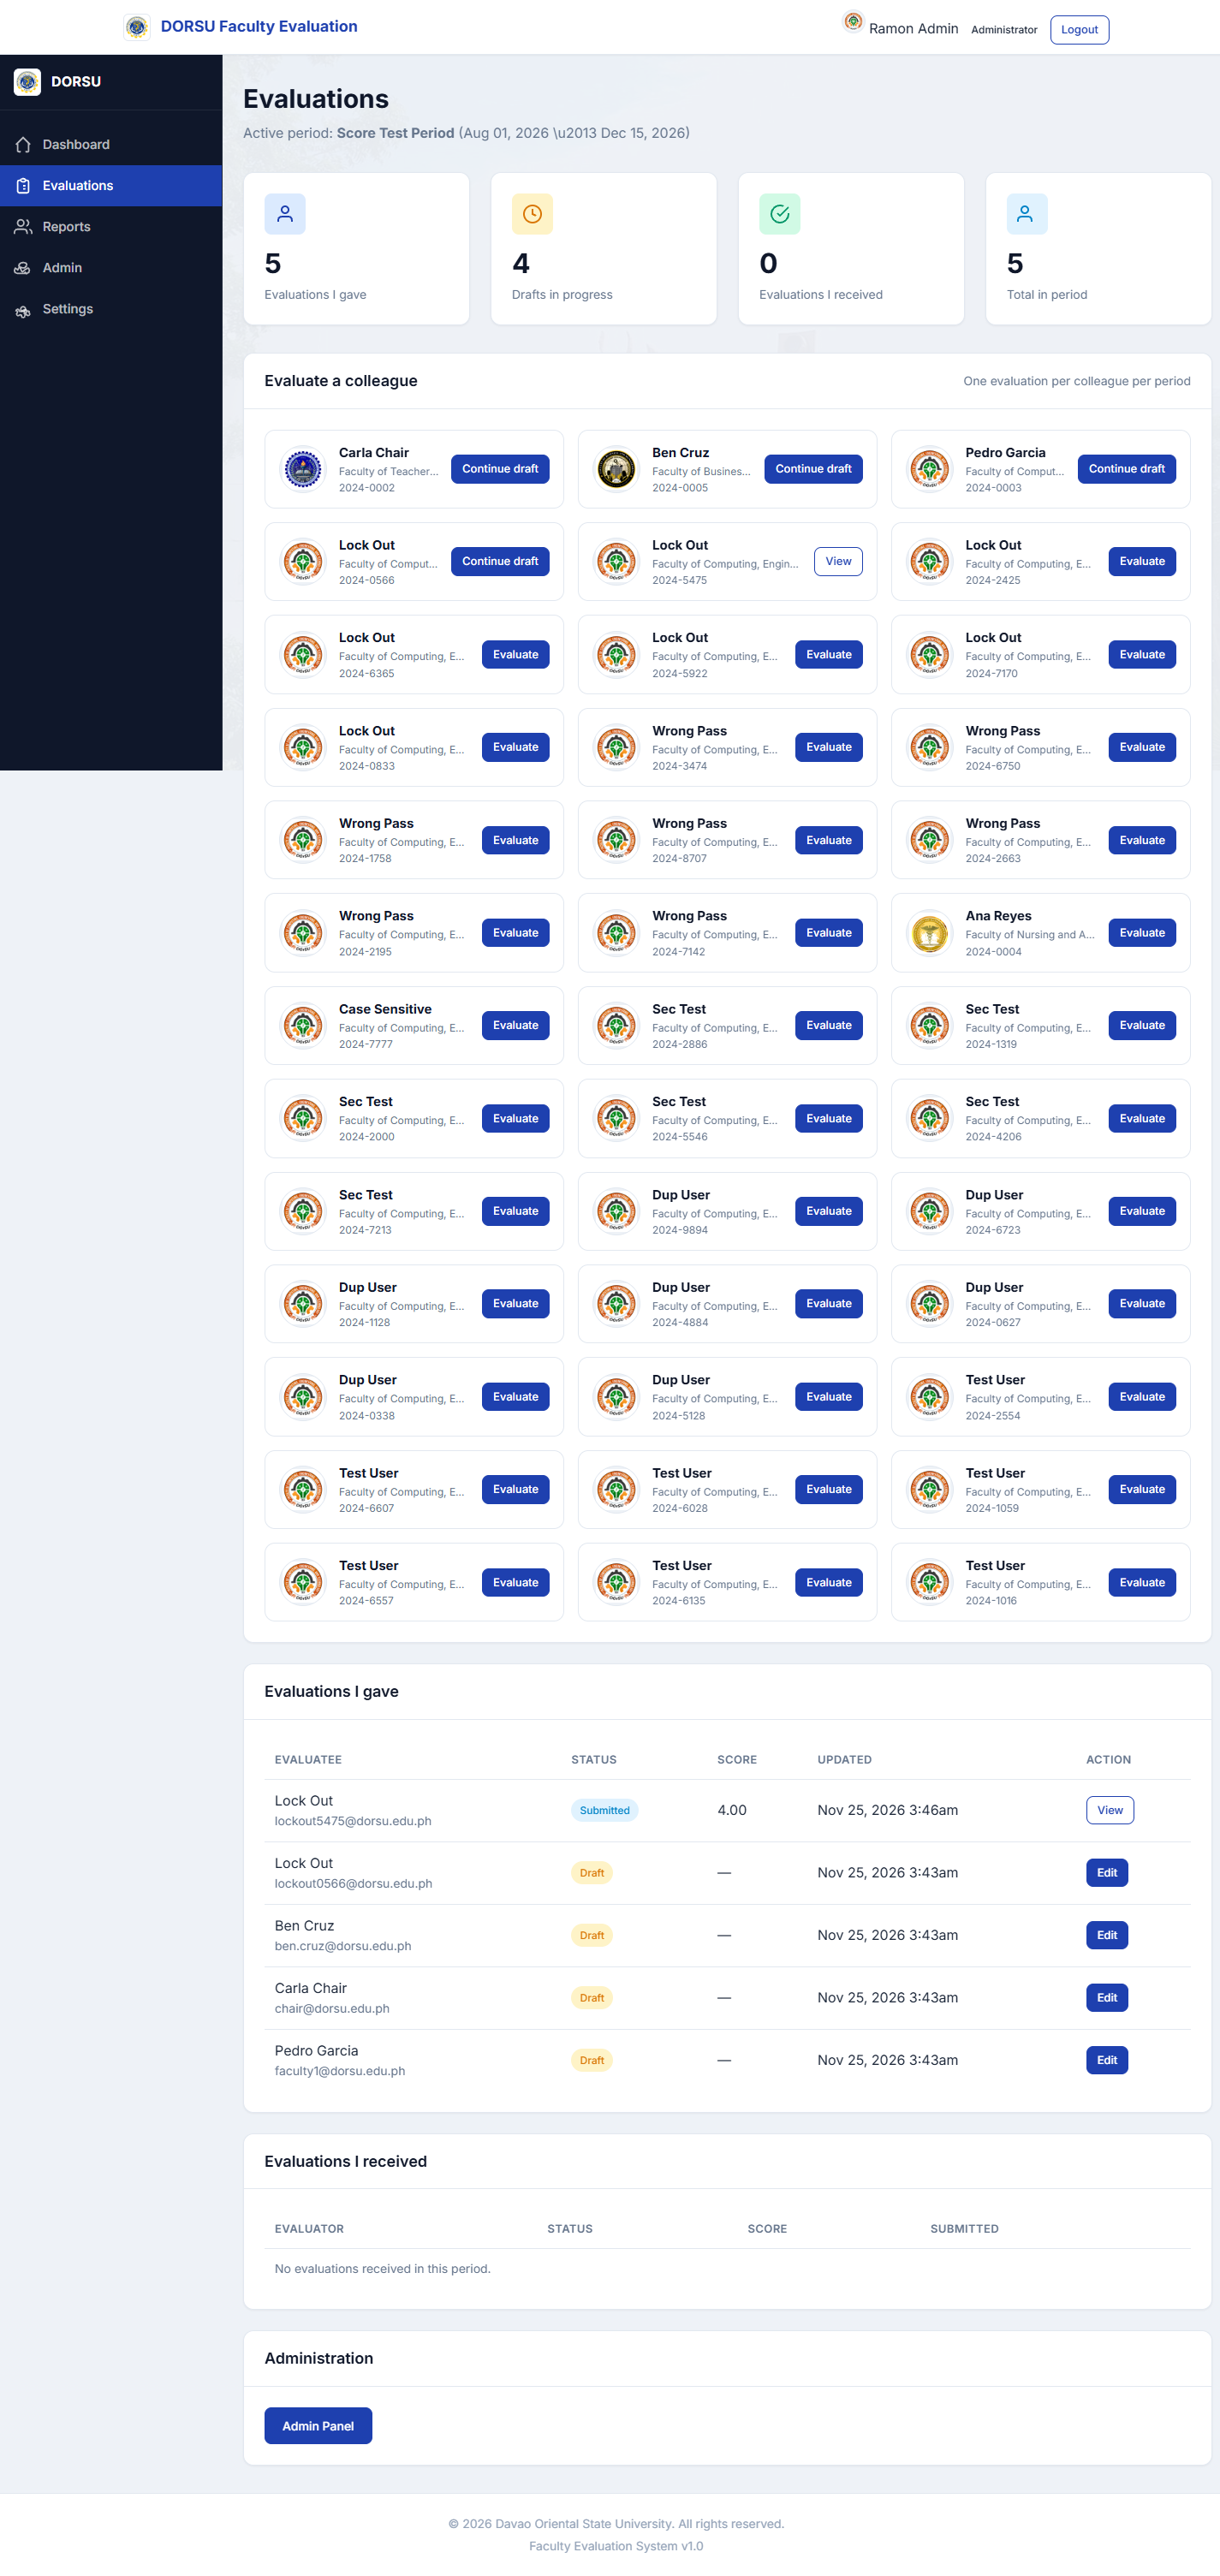 DORSU Faculty Evaluation
Ramon Admin Administrator Logout
DORSU
Dashboard
Evaluations
Reports
Admin
Settings
Evaluations
Active period: Score Test Period (Aug 01, 2026 \u2013 Dec 15, 2026)
5
Evaluations I gave
4
Drafts in progress
0
Evaluations I received
5
Total in period
Evaluate a colleague
One evaluation per colleague per period
Carla Chair
Faculty of Teacher...
2024-0002
Continue draft
Ben Cruz
Faculty of Busines...
2024-0005
Continue draft
Pedro Garcia
Faculty of Comput...
2024-0003
Continue draft
Lock Out
Faculty of Comput...
2024-0566
Continue draft
Lock Out
Faculty of Computing, Engin...
2024-5475
View
Lock Out
Faculty of Computing, E...
2024-2425
Evaluate
Lock Out
Faculty of Computing, E...
2024-6365
Evaluate
Lock Out
Faculty of Computing, E...
2024-5922
Evaluate
Lock Out
Faculty of Computing, E...
2024-7170
Evaluate
Lock Out
Faculty of Computing, E...
2024-0833
Evaluate
Wrong Pass
Faculty of Computing, E...
2024-3474
Evaluate
Wrong Pass
Faculty of Computing, E...
2024-6750
Evaluate
Wrong Pass
Faculty of Computing, E...
2024-1758
Evaluate
Wrong Pass
Faculty of Computing, E...
2024-8707
Evaluate
Wrong Pass
Faculty of Computing, E...
2024-2663
Evaluate
Wrong Pass
Faculty of Computing, E...
2024-2195
Evaluate
Wrong Pass
Faculty of Computing, E...
2024-7142
Evaluate
Ana Reyes
Faculty of Nursing and A...
2024-0004
Evaluate
Case Sensitive
Faculty of Computing, E...
2024-7777
Evaluate
Sec Test
Faculty of Computing, E...
2024-2886
Evaluate
Sec Test
Faculty of Computing, E...
2024-1319
Evaluate
Sec Test
Faculty of Computing, E...
2024-2000
Evaluate
Sec Test
Faculty of Computing, E...
2024-5546
Evaluate
Sec Test
Faculty of Computing, E...
2024-4206
Evaluate
Sec Test
Faculty of Computing, E...
2024-7213
Evaluate
Dup User
Faculty of Computing, E...
2024-9894
Evaluate
Dup User
Faculty of Computing, E...
2024-6723
Evaluate
Dup User
Faculty of Computing, E...
2024-1128
Evaluate
Dup User
Faculty of Computing, E...
2024-4884
Evaluate
Dup User
Faculty of Computing, E...
2024-0627
Evaluate
Dup User
Faculty of Computing, E...
2024-0338
Evaluate
Dup User
Faculty of Computing, E...
2024-5128
Evaluate
Test User
Faculty of Computing, E...
2024-2554
Evaluate
Test User
Faculty of Computing, E...
2024-6607
Evaluate
Test User
Faculty of Computing, E...
2024-6028
Evaluate
Test User
Faculty of Computing, E...
2024-1059
Evaluate
Test User
Faculty of Computing, E...
2024-6557
Evaluate
Test User
Faculty of Computing, E...
2024-6135
Evaluate
Test User
Faculty of Computing, E...
2024-1016
Evaluate
Evaluations I gave
EVALUATEE STATUS SCORE UPDATED ACTION
Lock Out
lockout5475@dorsu.edu.ph
Submitted 4.00 Nov 25, 2026 3:46am View
Lock Out
lockout0566@dorsu.edu.ph
Draft — Nov 25, 2026 3:43am Edit
Ben Cruz
ben.cruz@dorsu.edu.ph
Draft — Nov 25, 2026 3:43am Edit
Carla Chair
chair@dorsu.edu.ph
Draft — Nov 25, 2026 3:43am Edit
Pedro Garcia
faculty1@dorsu.edu.ph
Draft — Nov 25, 2026 3:43am Edit
Evaluations I received
EVALUATOR STATUS SCORE SUBMITTED
No evaluations received in this period.
Administration
Admin Panel
© 2026 Davao Oriental State University. All rights reserved.
Faculty Evaluation System v1.0